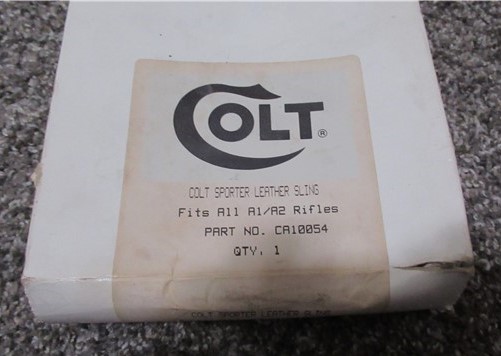 COLT ®
COLT SPORTER LEATHER SLING
Fits All A1/A2 Rifles
PART NO. CA10054
QTY. 1
COLT SPORTER LEATHER SLING